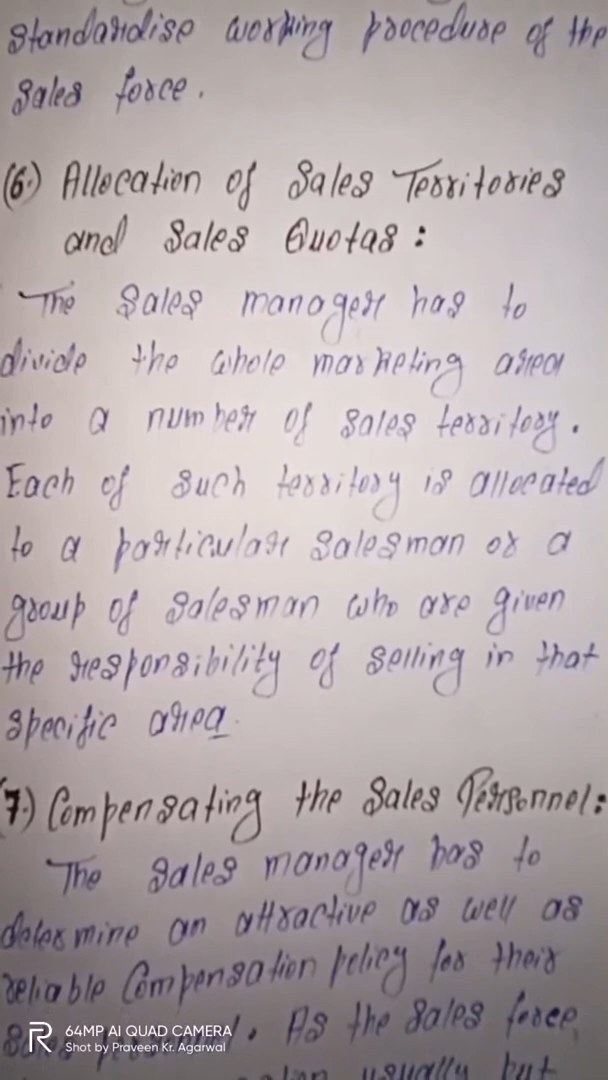 standardise working procedure of the
sales force.
(6.) Allocation of Sales Territories
and Sales Quotas :
The Sales manager has to
divide the whole marketing area
into a number of sales territory.
Each of such territory is allocated
to a particular salesman or a
group of salesman who are given
the responsibility of selling in that
specific area.
(7.) Compensating the Sales Personnel:
The sales manager has to
determine an attractive as well as
reliable Compensation policy for their
As the sales force
usually but
64MP AI QUAD CAMERA
Shot by Praveen Kr. Agarwal